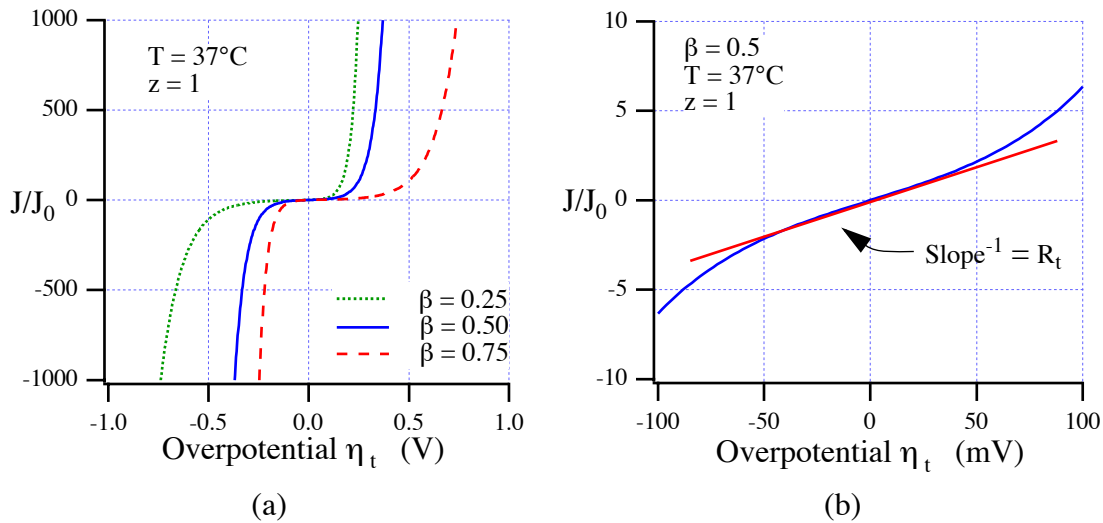 1000
500
0
-500
-1000
J/J0
T = 37°C
z = 1
β = 0.25
β = 0.50
β = 0.75
-1.0 -0.5 0.0 0.5 1.0
Overpotential ηt (V)
(a)
10
5
0
-5
-10
J/J0
β = 0.5
T = 37°C
z = 1
Slope-1 = Rt
-100 -50 0 50 100
Overpotential ηt (mV)
(b)